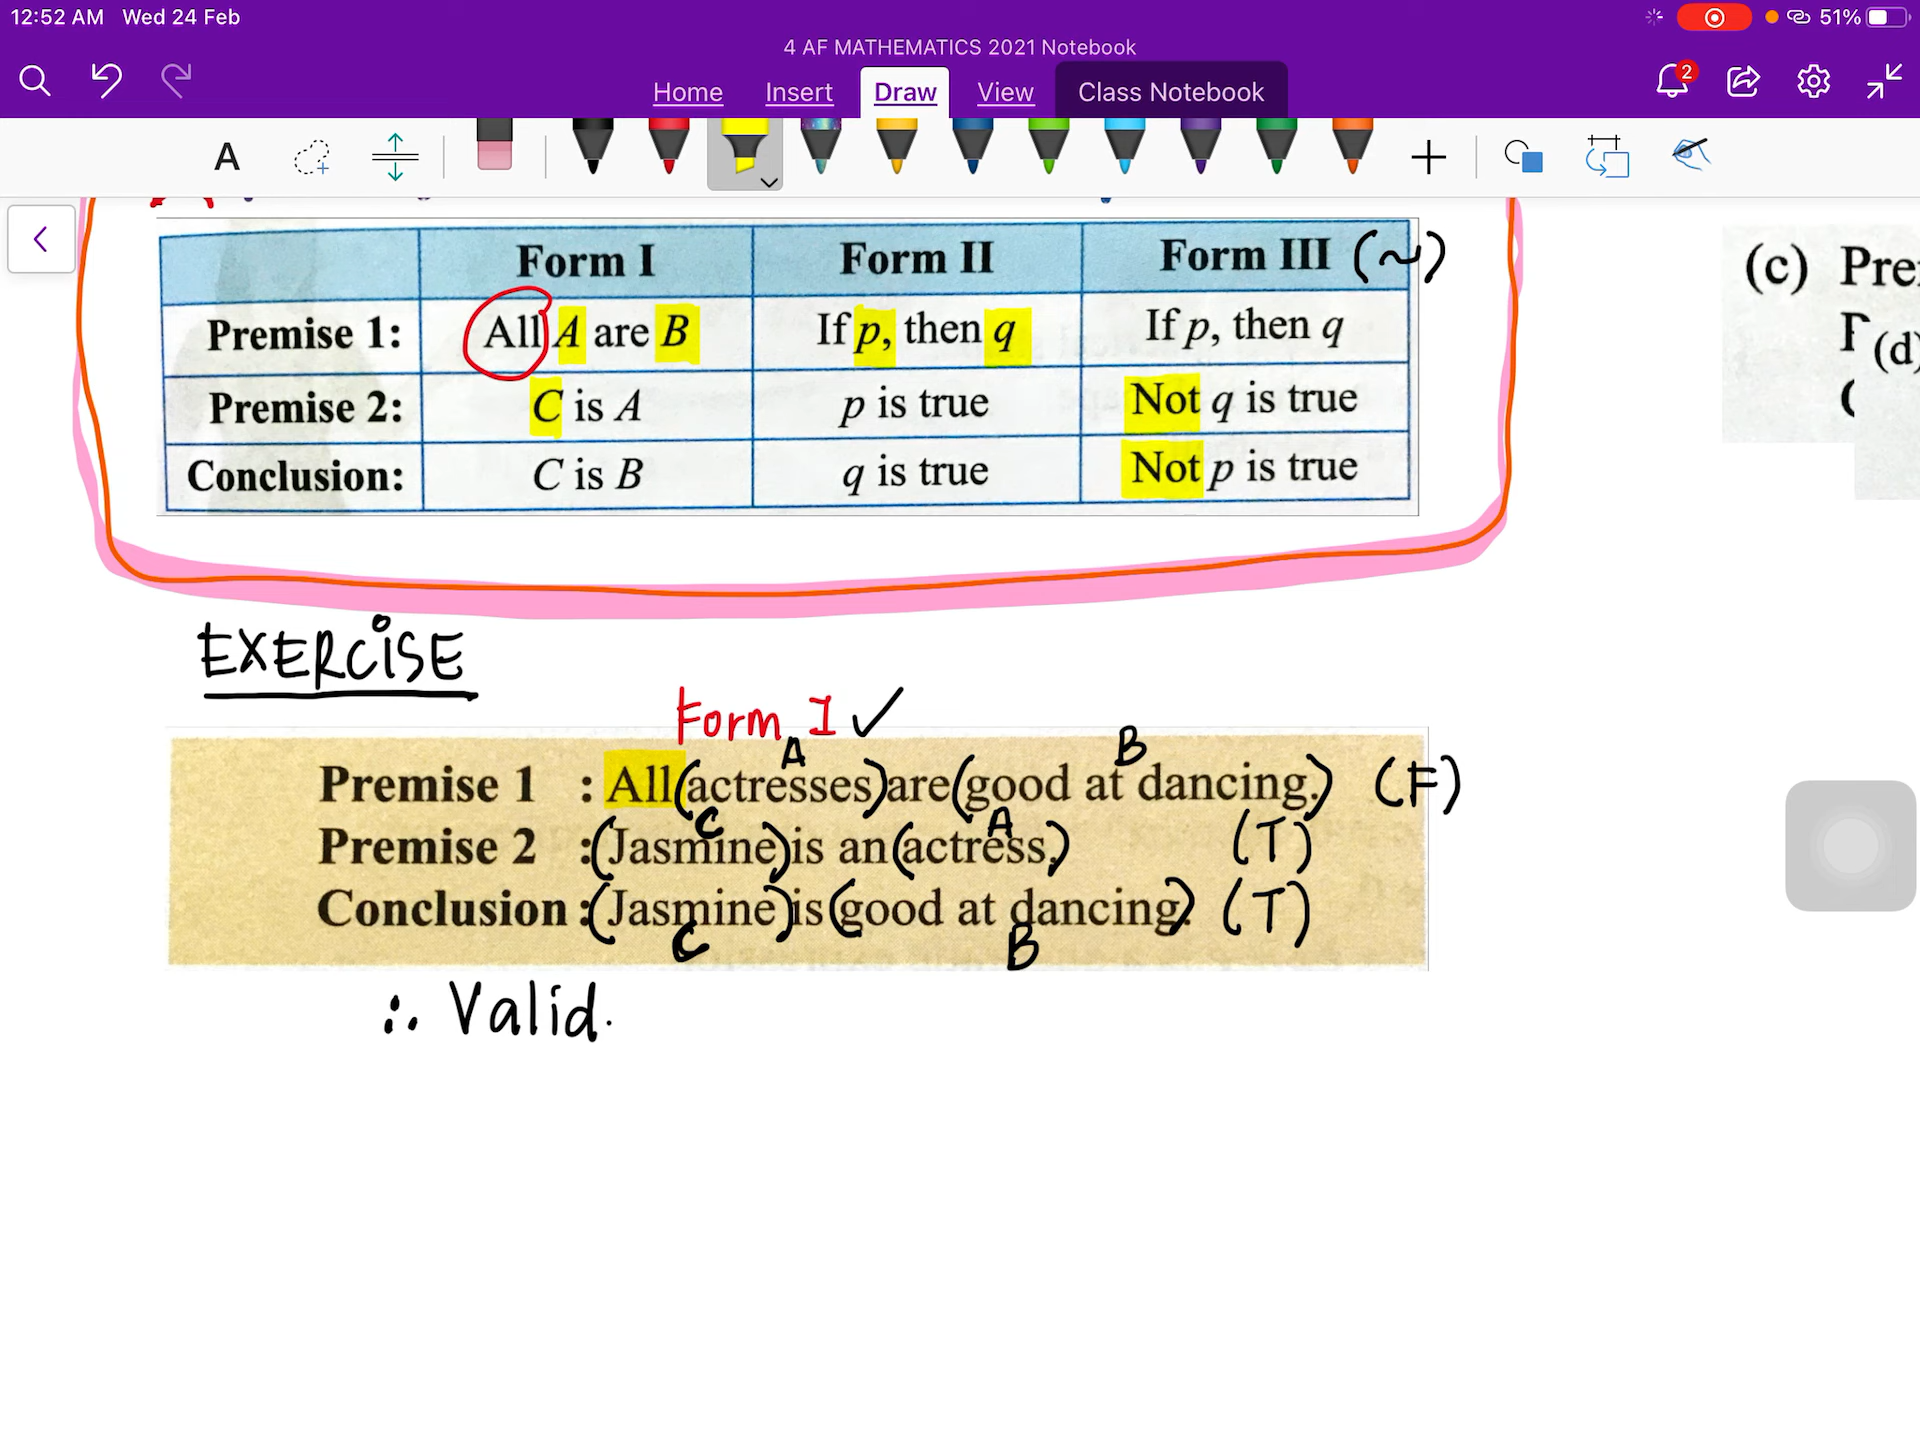 12:52 AM Wed 24 Feb
51%
4 AF MATHEMATICS 2021 Notebook
Home Insert Draw View Class Notebook
2
A
Form I Form II Form III (~)
Premise 1: All A are B If p, then q If p, then q
Premise 2: C is A p is true Not q is true
Conclusion: C is B q is true Not p is true
(c) Pre
(d)
EXERCISE
Form I ✓
A B
Premise 1 : All (actresses) are (good at dancing.) (F)
C A
Premise 2 : (Jasmine) is an (actress.) (T)
Conclusion : (Jasmine) is (good at dancing.) (T)
C B
∴ Valid.